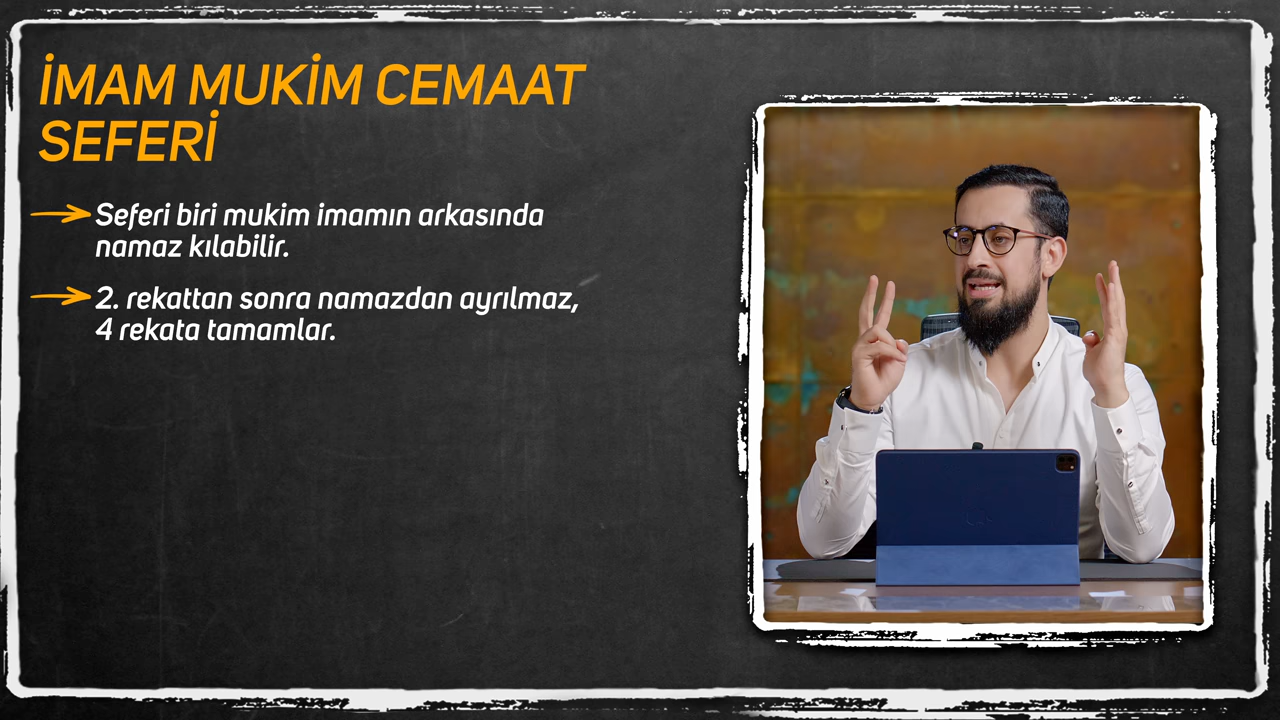 İMAM MUKİM CEMAAT
SEFERİ
Seferi biri mukim imamın arkasında
namaz kılabilir.
2. rekattan sonra namazdan ayrılmaz,
4 rekata tamamlar.